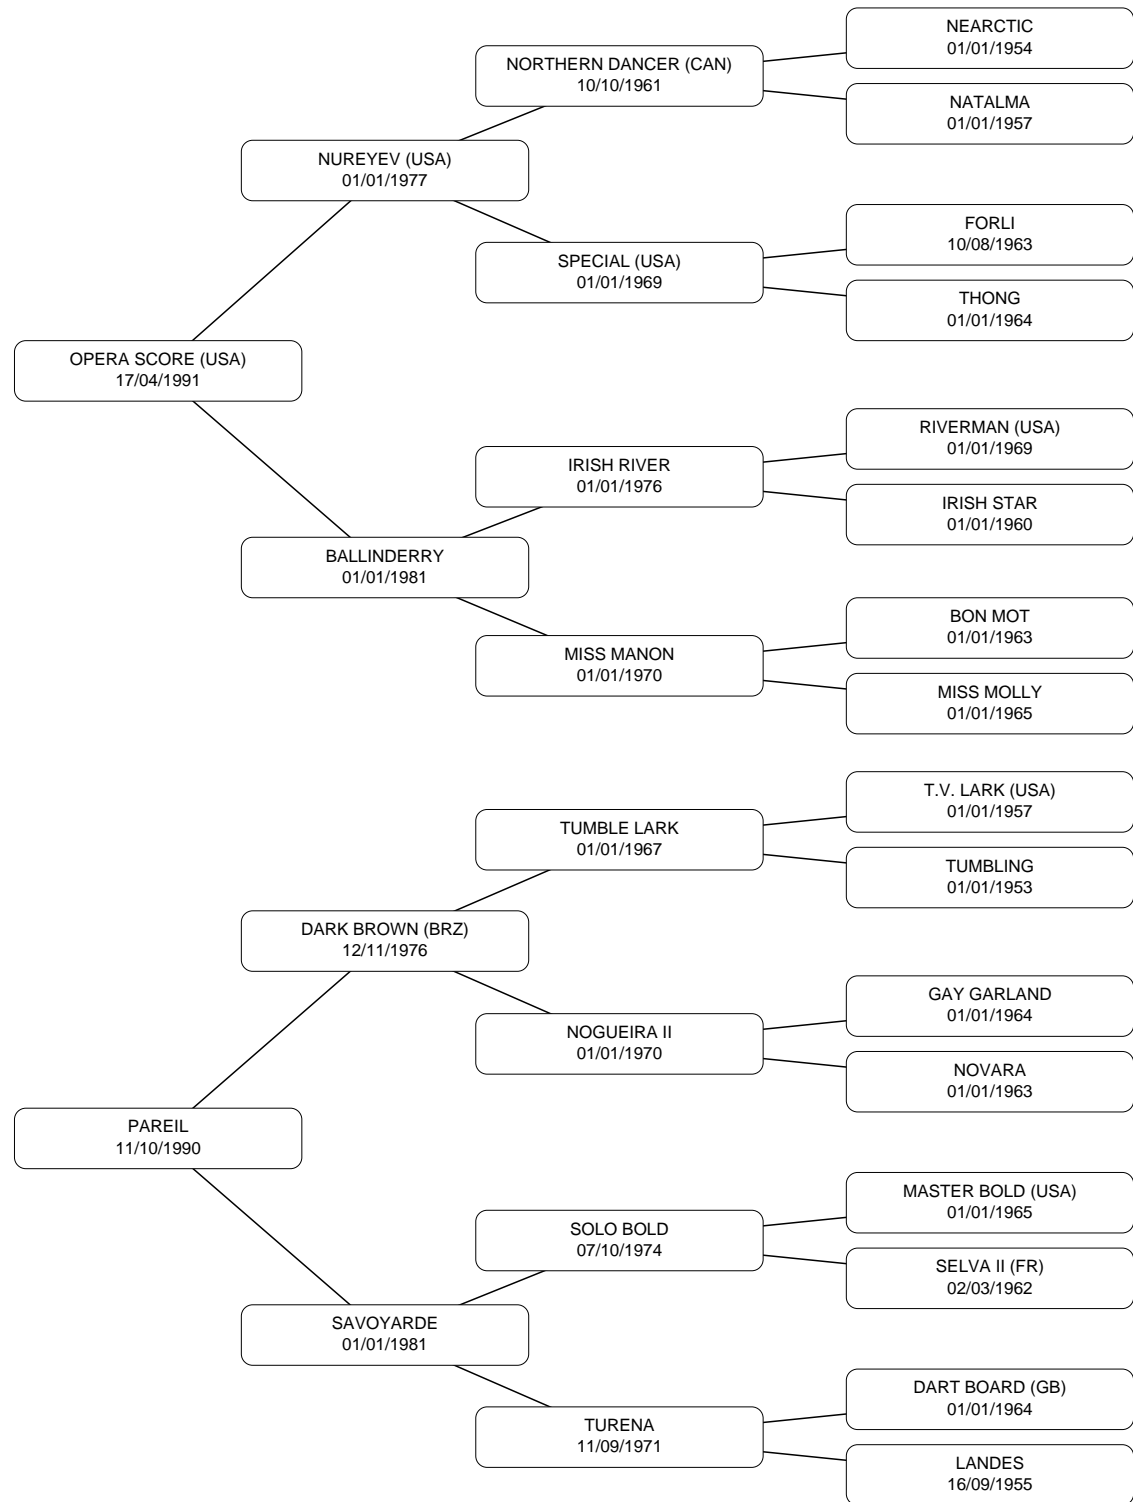 NEARCTIC
01/01/1954
NORTHERN DANCER (CAN)
10/10/1961
NATALMA
01/01/1957
NUREYEV (USA)
01/01/1977
FORLI
10/08/1963
SPECIAL (USA)
01/01/1969
THONG
01/01/1964
OPERA SCORE (USA)
17/04/1991
RIVERMAN (USA)
01/01/1969
IRISH RIVER
01/01/1976
IRISH STAR
01/01/1960
BALLINDERRY
01/01/1981
BON MOT
01/01/1963
MISS MANON
01/01/1970
MISS MOLLY
01/01/1965
T.V. LARK (USA)
01/01/1957
TUMBLE LARK
01/01/1967
TUMBLING
01/01/1953
DARK BROWN (BRZ)
12/11/1976
GAY GARLAND
01/01/1964
NOGUEIRA II
01/01/1970
NOVARA
01/01/1963
PAREIL
11/10/1990
MASTER BOLD (USA)
01/01/1965
SOLO BOLD
07/10/1974
SELVA II (FR)
02/03/1962
SAVOYARDE
01/01/1981
DART BOARD (GB)
01/01/1964
TURENA
11/09/1971
LANDES
16/09/1955